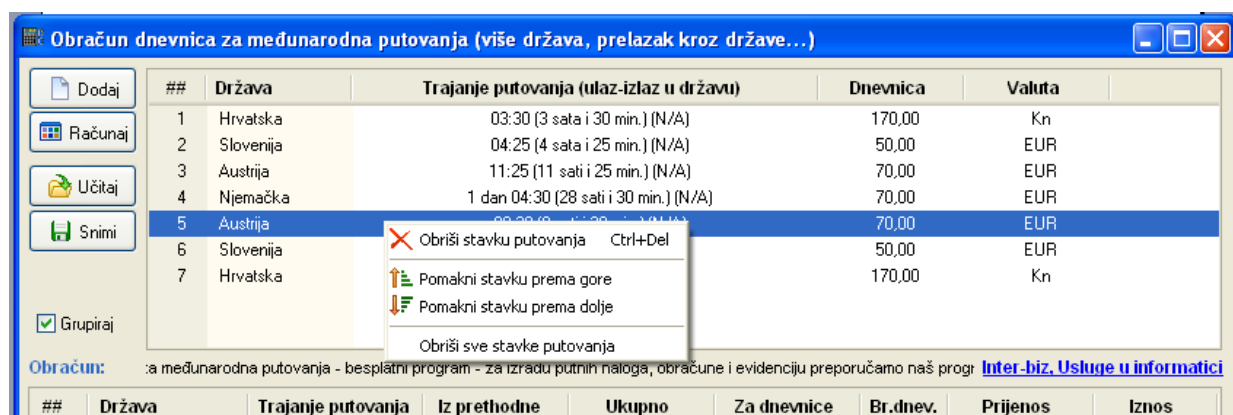 Obračun dnevnica za međunarodna putovanja (više država, prelazak kroz države...)
Dodaj
Računaj
Učitaj
Snimi
Grupiraj
## Država Trajanje putovanja (ulaz-izlaz u državu) Dnevnica Valuta
1 Hrvatska 03:30 (3 sata i 30 min.) (N/A) 170,00 Kn
2 Slovenija 04:25 (4 sata i 25 min.) (N/A) 50,00 EUR
3 Austrija 11:25 (11 sati i 25 min.) (N/A) 70,00 EUR
4 Njemačka 1 dan 04:30 (28 sati i 30 min.) (N/A) 70,00 EUR
5 Austrija 70,00 EUR
6 Slovenija 50,00 EUR
7 Hrvatska 170,00 Kn
Obriši stavku putovanja Ctrl+Del
Pomakni stavku prema gore
Pomakni stavku prema dolje
Obriši sve stavke putovanja
Obračun: za međunarodna putovanja - besplatni program - za izradu putnih naloga, obračune i evidenciju preporučamo naš progr Inter-biz, Usluge u informatici
## Država Trajanje putovanja Iz prethodne Ukupno Za dnevnice Br.dnev. Prijenos Iznos